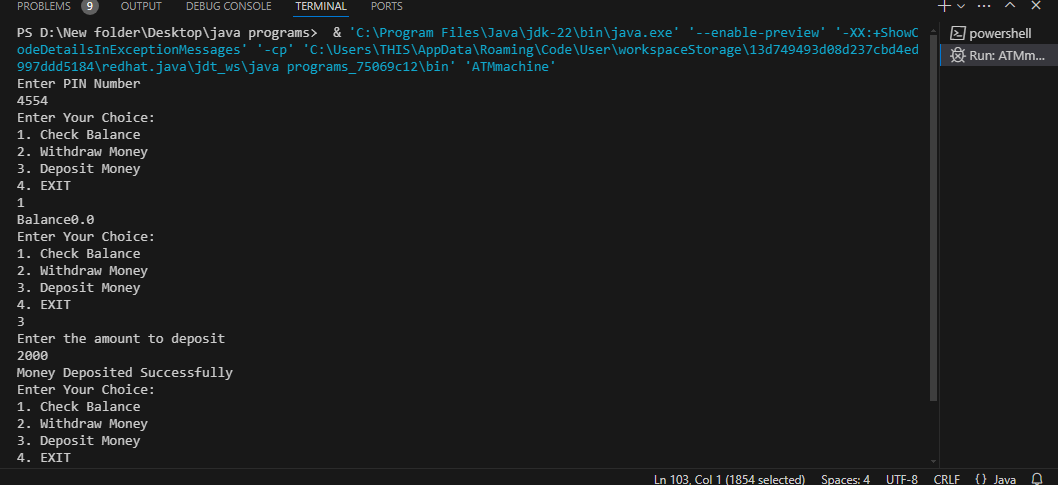 PROBLEMS 9 OUTPUT DEBUG CONSOLE TERMINAL PORTS
PS D:\New folder\Desktop\java programs>  & 'C:\Program Files\Java\jdk-22\bin\java.exe' '--enable-preview' '-XX:+ShowC
odeDetailsInExceptionMessages' '-cp' 'C:\Users\THIS\AppData\Roaming\Code\User\workspaceStorage\13d749493d08d237cbd4ed
997ddd5184\redhat.java\jdt_ws\java programs_75069c12\bin' 'ATMmachine'
Enter PIN Number
4554
Enter Your Choice:
1. Check Balance
2. Withdraw Money
3. Deposit Money
4. EXIT
1
Balance0.0
Enter Your Choice:
1. Check Balance
2. Withdraw Money
3. Deposit Money
4. EXIT
3
Enter the amount to deposit
2000
Money Deposited Successfully
Enter Your Choice:
1. Check Balance
2. Withdraw Money
3. Deposit Money
4. EXIT
powershell
Run: ATMm...
Ln 103, Col 1 (1854 selected) Spaces: 4 UTF-8 CRLF {} Java